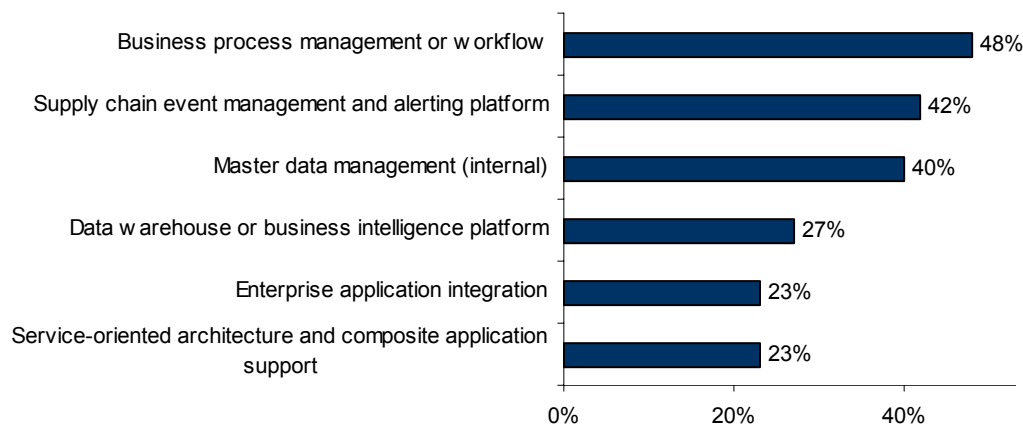 Business process management or workflow 48%
Supply chain event management and alerting platform 42%
Master data management (internal) 40%
Data warehouse or business intelligence platform 27%
Enterprise application integration 23%
Service-oriented architecture and composite application
support 23%
0% 20% 40%